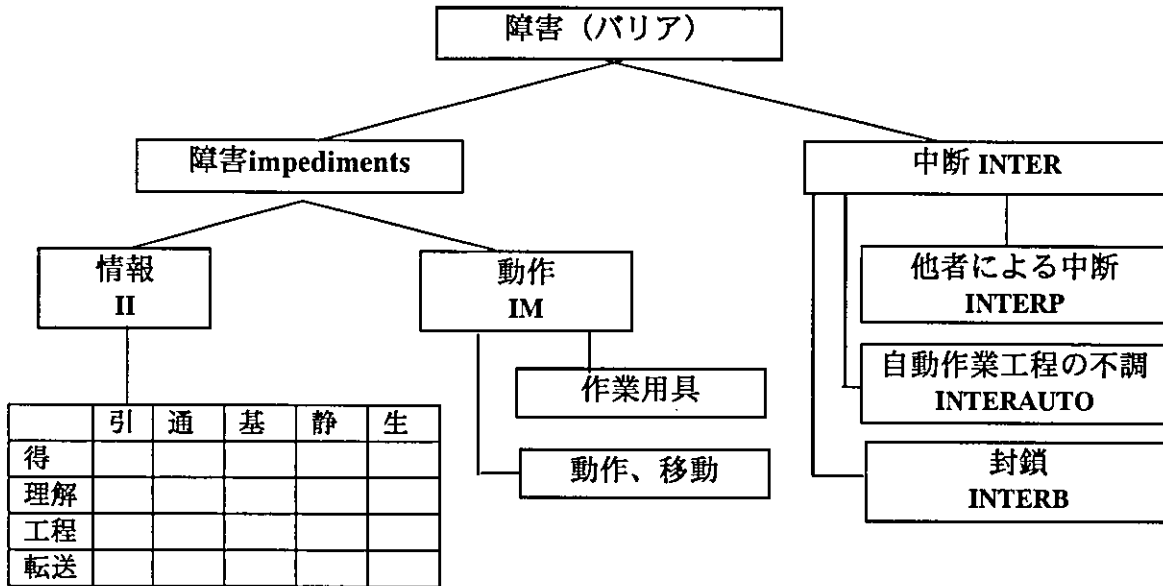 障害（バリア）
障害impediments
中断 INTER
情報
II
動作
IM
他者による中断
INTERP
作業用具
自動作業工程の不調
INTERAUTO
動作、移動
封鎖
INTERB
引 通 基 静 生
得
理解
工程
転送